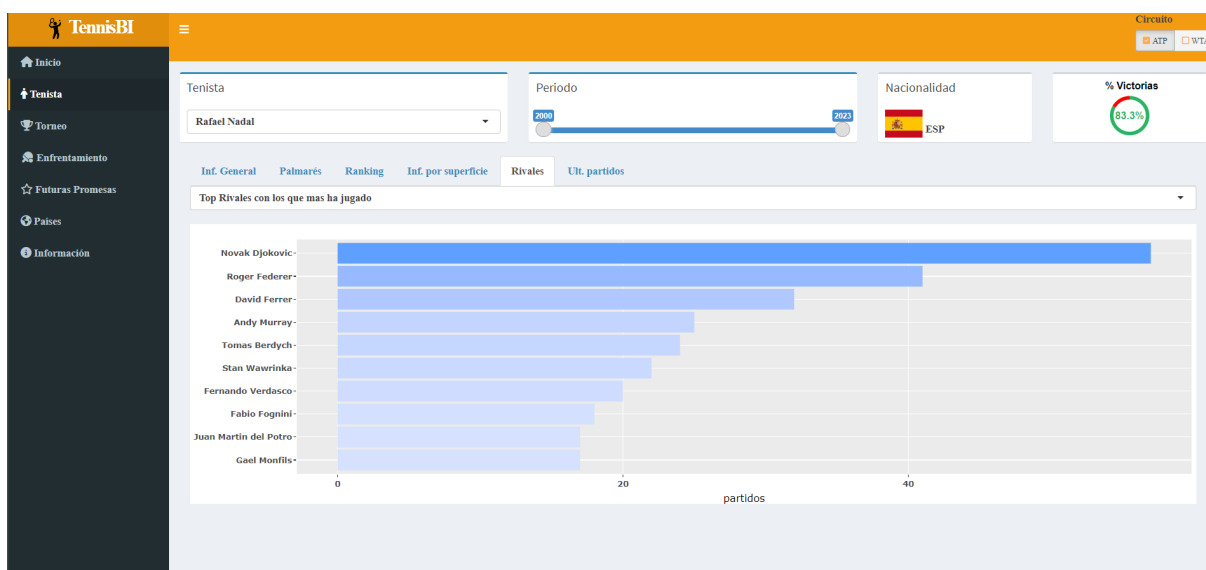 TennisBI
Circuito
ATP WTA
Inicio
Tenista
Torneo
Enfrentamiento
Futuras Promesas
Paises
Información
Tenista
Rafael Nadal
Periodo
2000 2023
Nacionalidad
ESP
% Victorias
83.3%
Inf. General Palmarés Ranking Inf. por superficie Rivales Ult. partidos
Top Rivales con los que mas ha jugado
Novak Djokovic
Roger Federer
David Ferrer
Andy Murray
Tomas Berdych
Stan Wawrinka
Fernando Verdasco
Fabio Fognini
Juan Martin del Potro
Gael Monfils
0 20 40
partidos